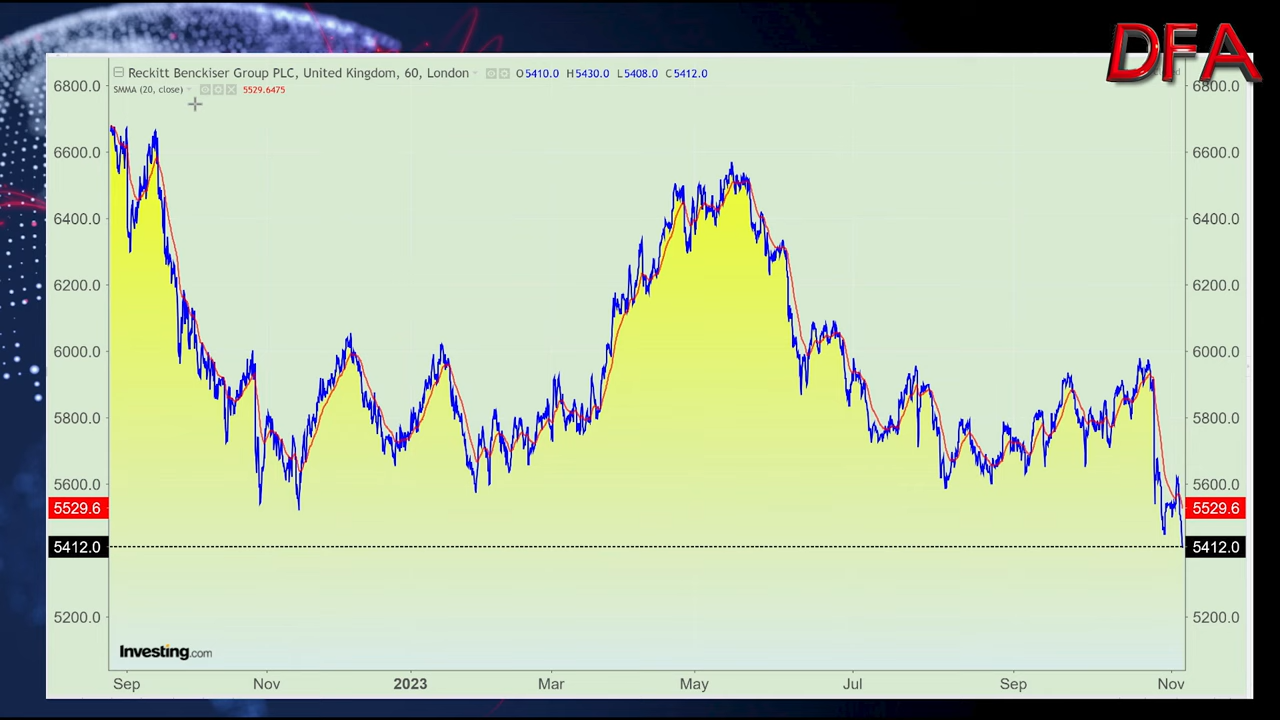 DFA
Reckitt Benckiser Group PLC, United Kingdom, 60, London O5410.0 H5430.0 L5408.0 C5412.0
SMMA (20, close) 5529.6475
6800.0 6800.0
6600.0 6600.0
6400.0 6400.0
6200.0 6200.0
6000.0 6000.0
5800.0 5800.0
5600.0 5600.0
5529.6 5529.6
5412.0 5412.0
5200.0 5200.0
Investing.com
Sep Nov 2023 Mar May Jul Sep Nov